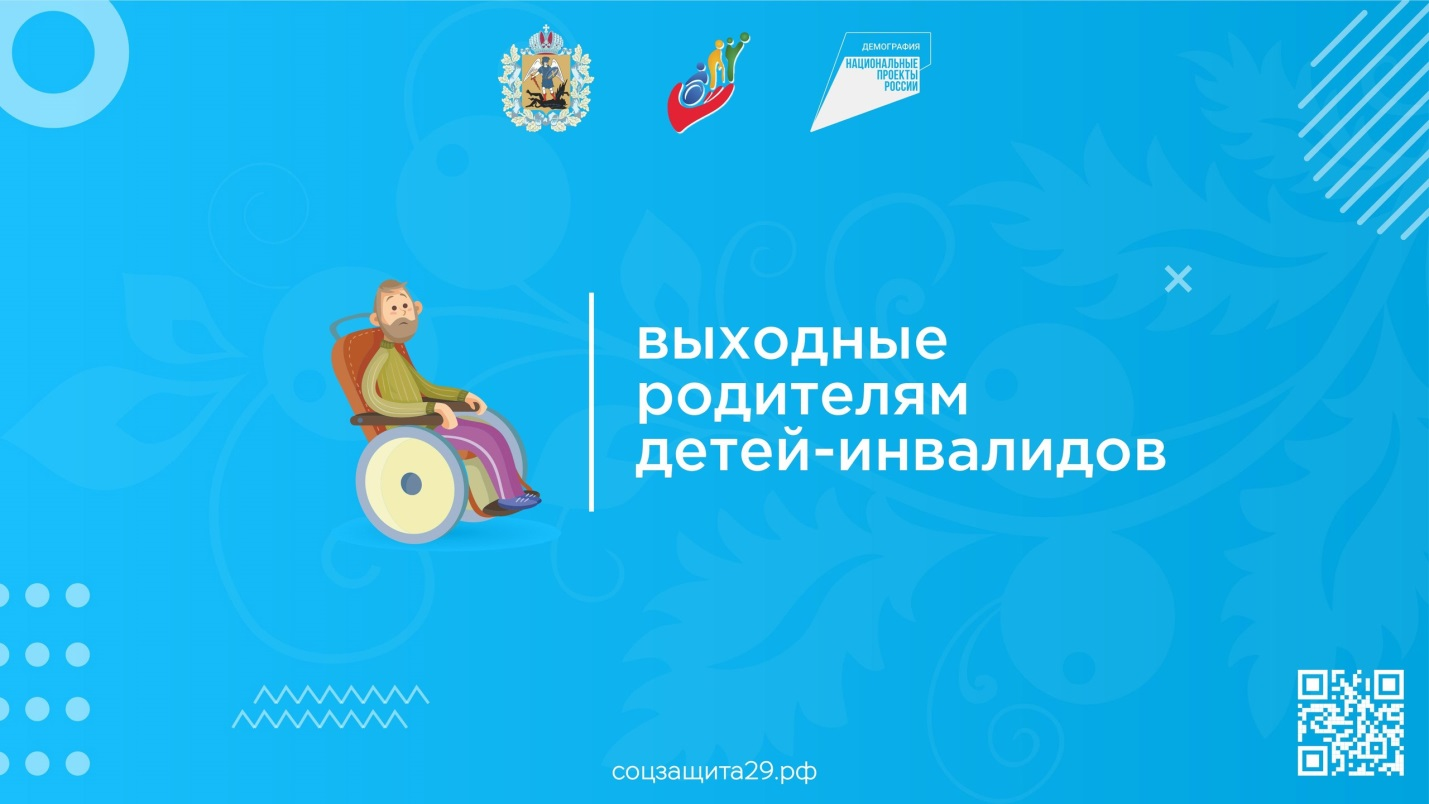 ДЕМОГРАФИЯ
НАЦИОНАЛЬНЫЕ
ПРОЕКТЫ
РОССИИ
выходные
родителям
детей-инвалидов
соцзащита29.рф